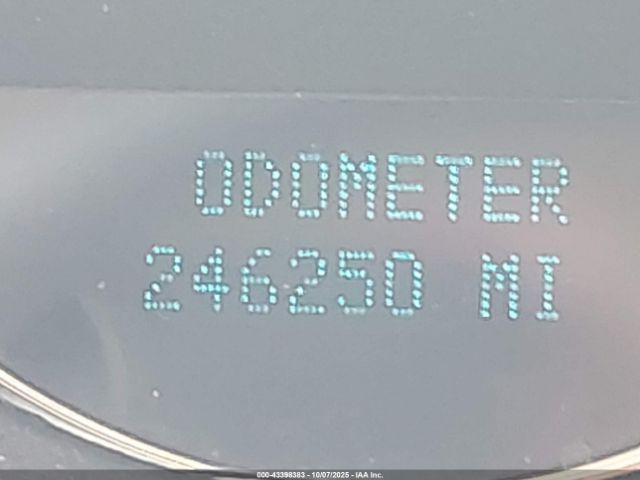 ODOMETER
246250 MI
000-43398383 - 10/07/2025 - IAA Inc.